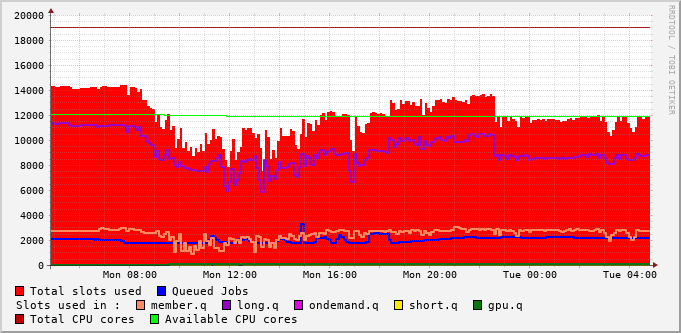 RRDTOOL / TOBI OETIKER
20000
18000
16000
14000
12000
10000
8000
6000
4000
2000
0
Mon 08:00 Mon 12:00 Mon 16:00 Mon 20:00 Tue 00:00 Tue 04:00
Total slots used Queued Jobs
Slots used in : member.q long.q ondemand.q short.q gpu.q
Total CPU cores Available CPU cores